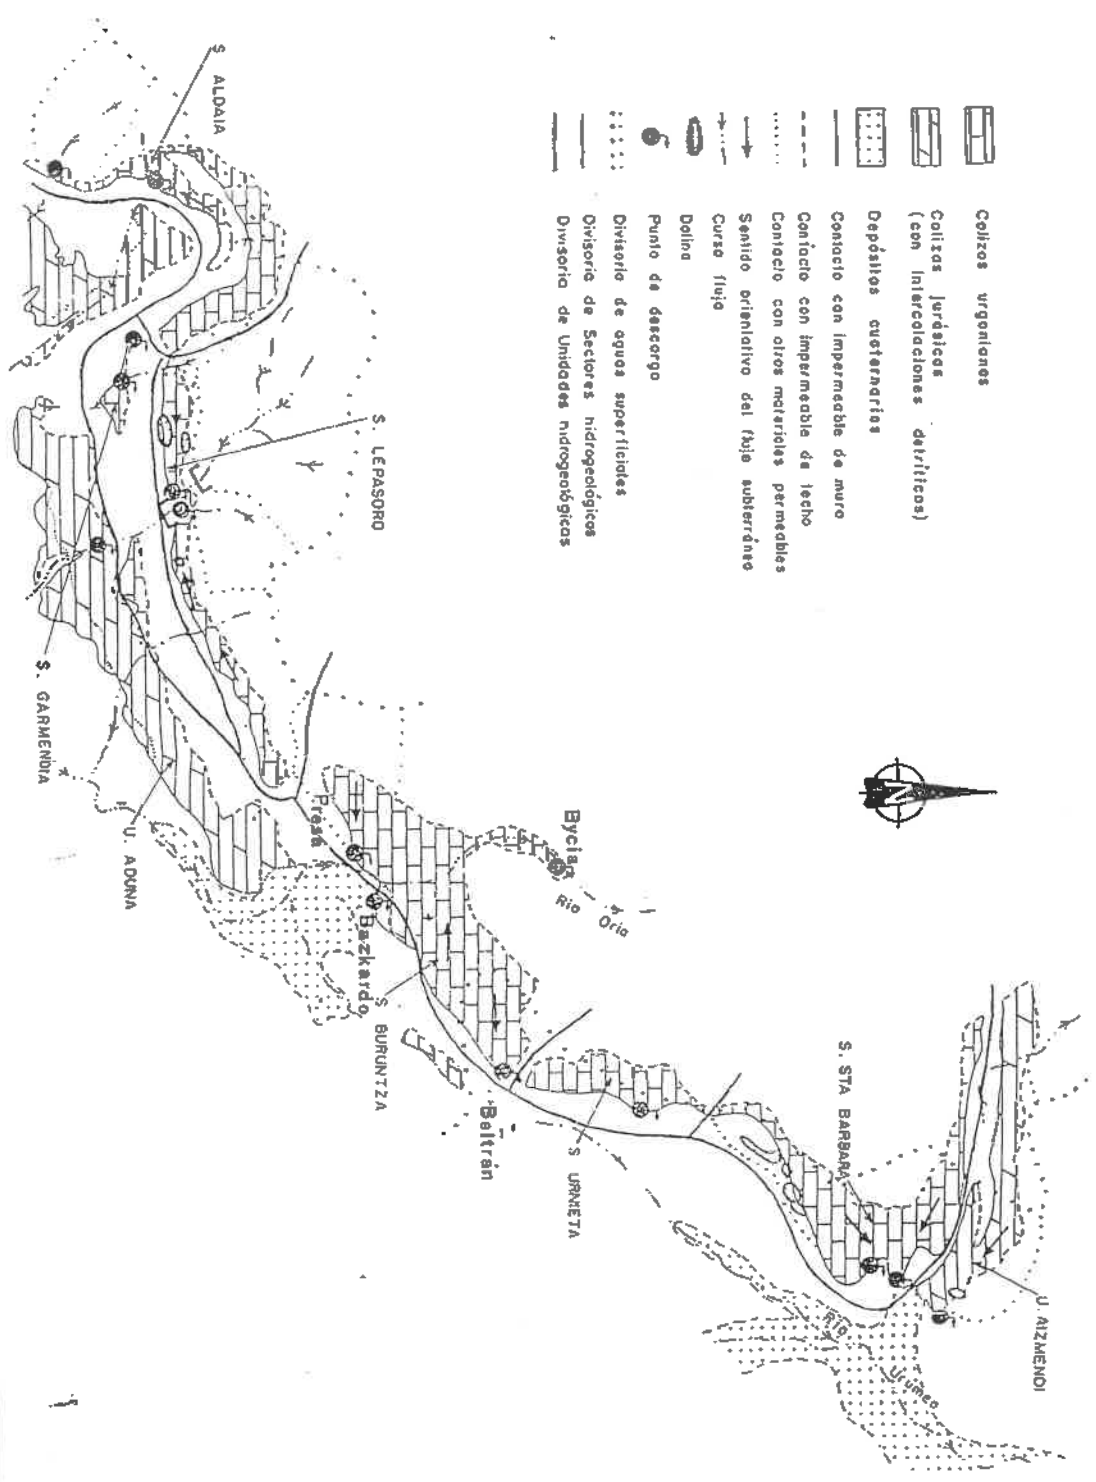 Calizas urgonianas
Calizas jurásicas
(con intercalaciones detríticas)
Depósitos cuaternarios
Contacto con impermeable de muro
Contacto con impermeable de techo
Contacto con otros materiales permeables
Sentido orientativo del flujo subterráneo
Curso flujo
Dolina
Punto de descarga
Divisoria de aguas superficiales
Divisoria de Sectores hidrogeológicos
Divisoria de Unidades hidrogeológicas
S. ALDAIA
S. LEPASORO
S. GARMENDIA
U. ADUNA
Presa
Bazkardo
S. BURUNTZA
Bycia
Río Oria
Beltrán
S. URNIETA
S. STA BARBARA
U. AIZMENDI
Río Urumea
N